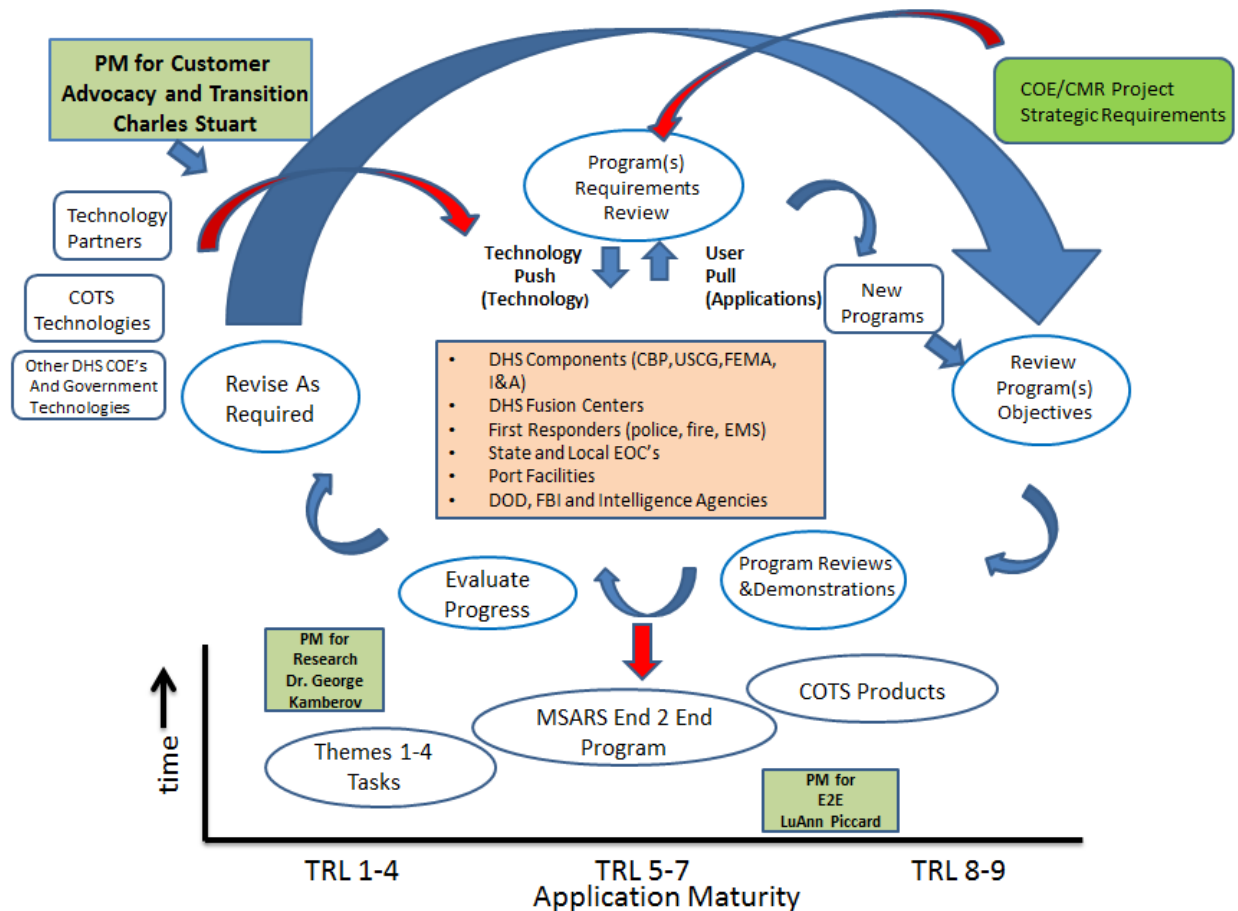 PM for Customer
Advocacy and Transition
Charles Stuart
COE/CMR Project
Strategic Requirements
Program(s)
Requirements
Review
Technology
Partners
Technology
Push
(Technology)
User
Pull
(Applications)
COTS
Technologies
New
Programs
Other DHS COE's
And Government
Technologies
Revise As
Required
• DHS Components (CBP,USCG,FEMA,
I&A)
• DHS Fusion Centers
• First Responders (police, fire, EMS)
• State and Local EOC's
• Port Facilities
• DOD, FBI and Intelligence Agencies
Review
Program(s)
Objectives
Evaluate
Progress
Program Reviews
&Demonstrations
PM for
Research
Dr. George
Kamberov
COTS Products
MSARS End 2 End
Program
Themes 1-4
Tasks
PM for
E2E
LuAnn Piccard
time
TRL 1-4
TRL 5-7
TRL 8-9
Application Maturity